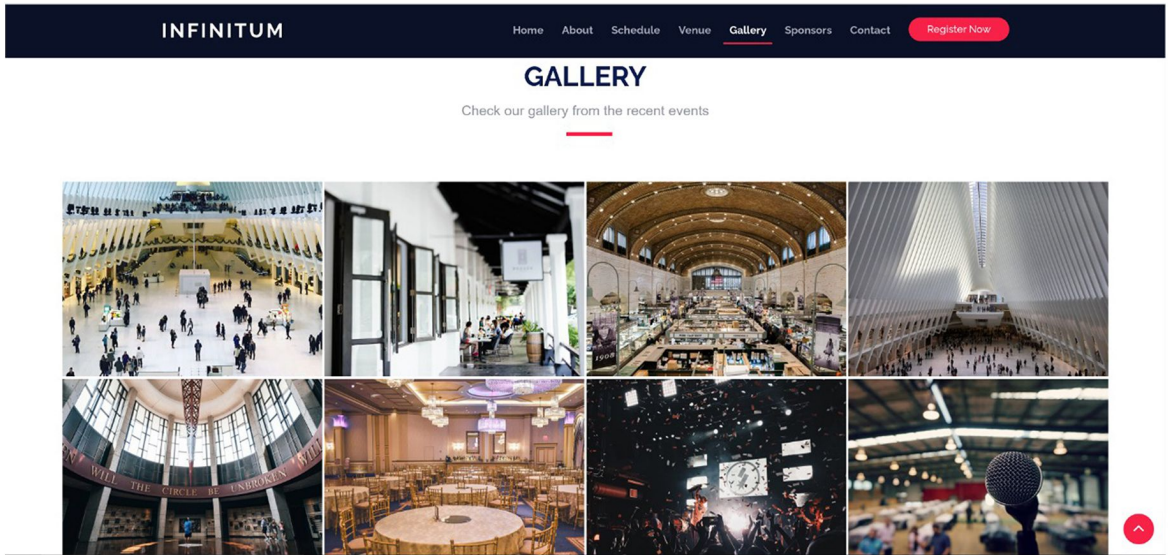 INFINITUM
Home About Schedule Venue Gallery Sponsors Contact Register Now
GALLERY
Check our gallery from the recent events
1908
WILL THE CIRCLE BE UNBROKEN